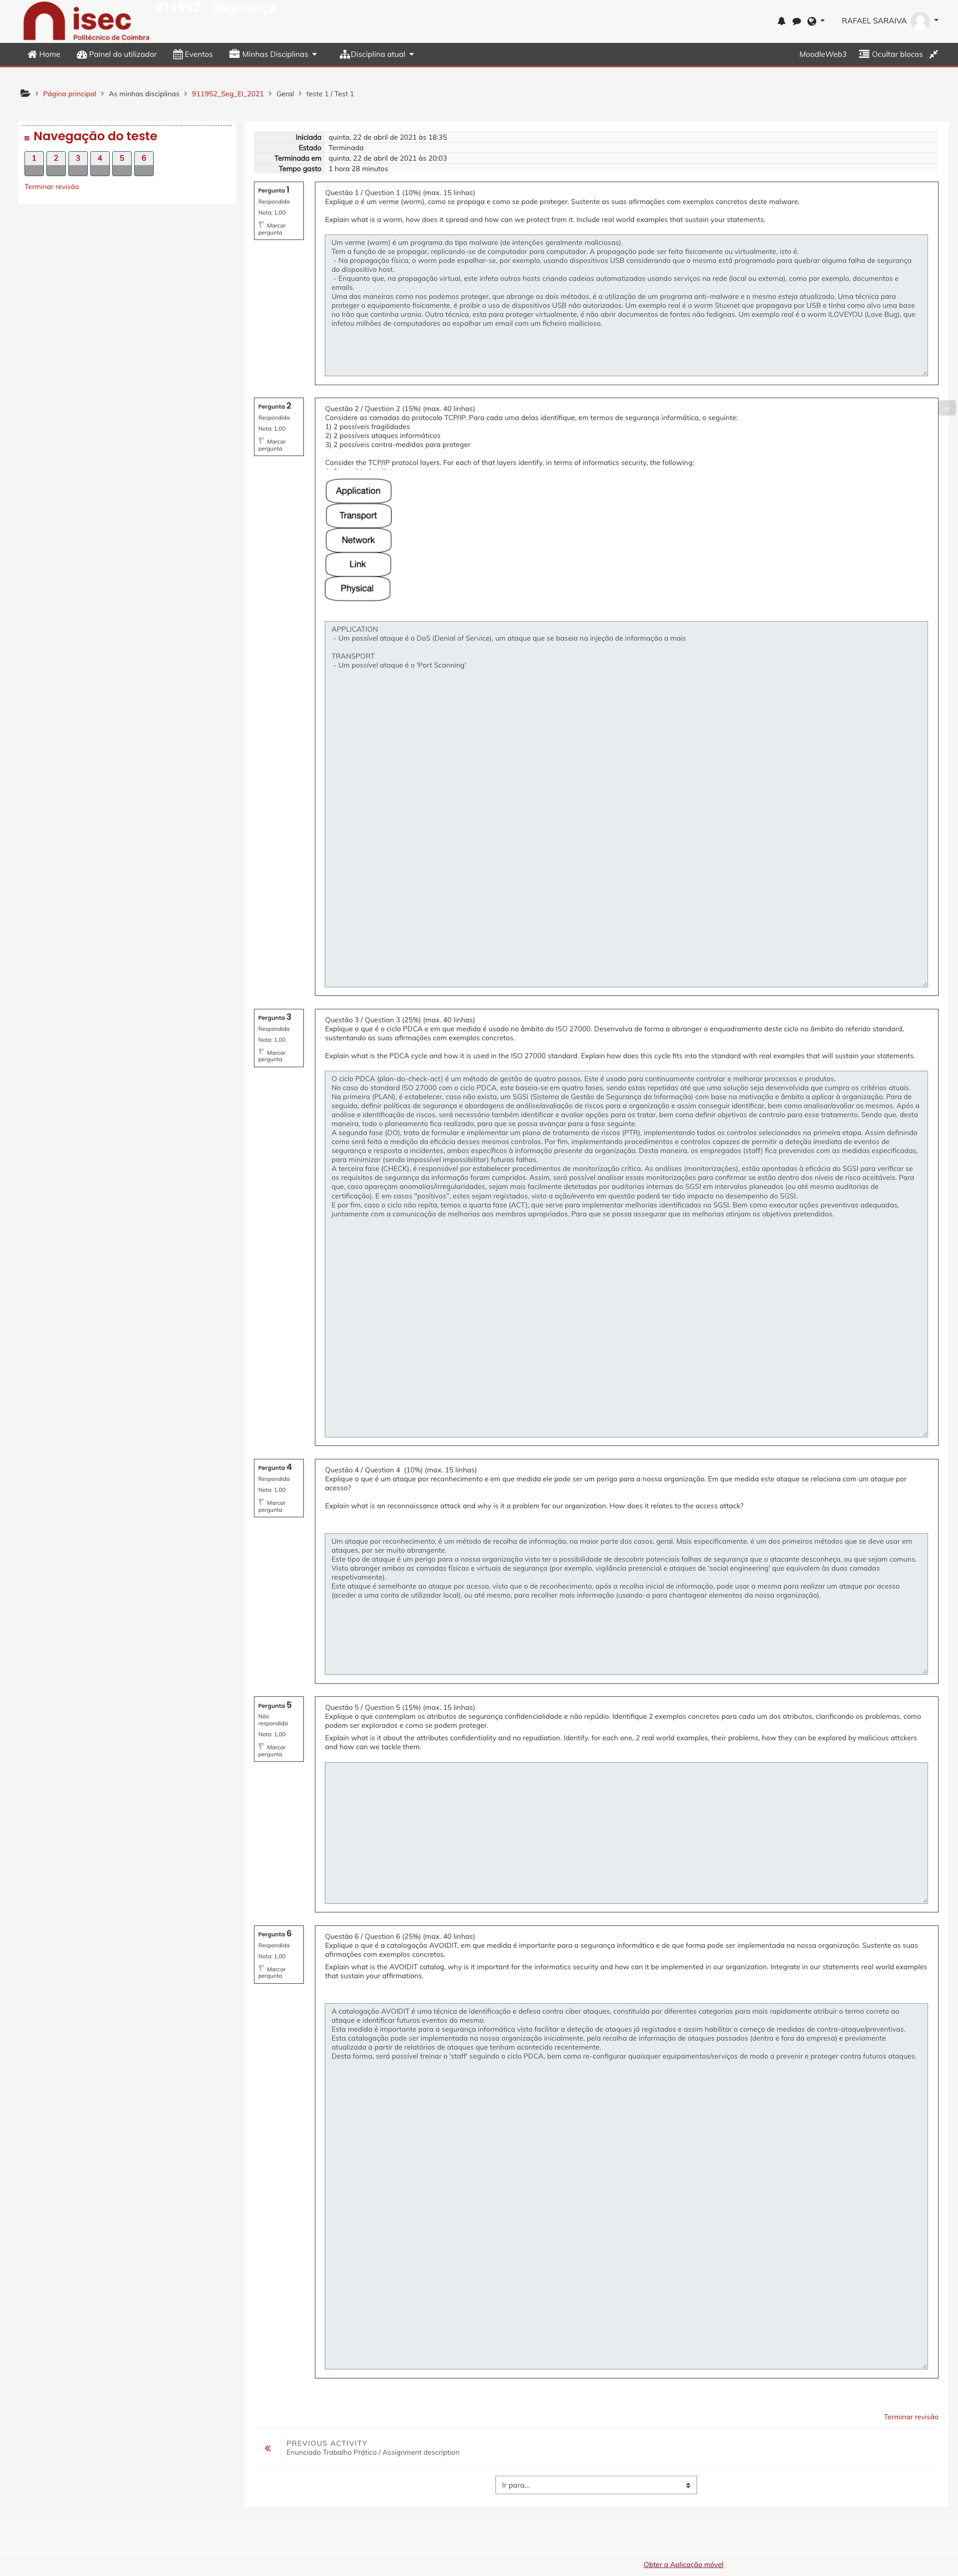 isec
Politécnico de Coimbra
911952 - Segurança
RAFAEL SARAIVA
Home
Painel do utilizador
Eventos
Minhas Disciplinas
Disciplina atual
MoodleWeb3
Ocultar blocos
Página principal
As minhas disciplinas
911952_Seg_EI_2021
Geral
teste 1 / Test 1
Navegação do teste
1 2 3 4 5 6
Terminar revisão
Iniciada quinta, 22 de abril de 2021 às 18:35
Estado Terminada
Terminada em quinta, 22 de abril de 2021 às 20:03
Tempo gasto 1 hora 28 minutos
Pergunta 1
Respondida
Nota: 1,00
Marcar
pergunta
Questão 1 / Question 1 (10%) (max. 15 linhas)
Explique o é um verme (worm), como se propaga e como se pode proteger. Sustente as suas afirmações com exemplos concretos deste malware.
Explain what is a worm, how does it spread and how can we protect from it. Include real world examples that sustain your statements.
Um verme (worm) é um programa do tipo malware (de intenções geralmente maliciosas).
Tem a função de se propagar, replicando-se de computador para computador. A propagação pode ser feita fisicamente ou virtualmente, isto é.
- Na propagação física, o worm pode espalhar-se, por exemplo, usando dispositivos USB considerando que o mesmo está programado para quebrar alguma falha de segurança
do dispositivo host.
- Enquanto que, na propagação virtual, este infeta outros hosts criando cadeias automatizadas usando serviços na rede (local ou externa), como por exemplo, documentos e
emails.
Uma das maneiras como nos podemos proteger, que abrange os dois métodos, é a utilização de um programa anti-malware e o mesmo esteja atualizado. Uma técnica para
proteger o equipamento fisicamente, é proibir o uso de dispositivos USB não autorizados. Um exemplo real é o worm Stuxnet que propagava por USB e tinha como alvo uma base
no Irão que continha uranio. Outra técnica, esta para proteger virtualmente, é não abrir documentos de fontes não fedignas. Um exemplo real é a worm ILOVEYOU (Love Bug), que
infetou milhões de computadores ao espalhar um email com um ficheiro mailicioso.
Pergunta 2
Respondida
Nota: 1,00
Marcar
pergunta
Questão 2 / Question 2 (15%) (max. 40 linhas)
Considere as camadas do protocolo TCP/IP. Para cada uma delas identifique, em termos de segurança informática, o seguinte:
1) 2 possíveis fragilidades
2) 2 possíveis ataques informáticos
3) 2 possíveis contra-medidas para proteger
Consider the TCP/IP protocol layers. For each of that layers identify, in terms of informatics security, the following:
Application
Transport
Network
Link
Physical
APPLICATION
- Um possível ataque é o DoS (Denial of Service), um ataque que se baseia na injeção de informação a mais
TRANSPORT
- Um possível ataque é o 'Port Scanning'
Pergunta 3
Respondida
Nota: 1,00
Marcar
pergunta
Questão 3 / Question 3 (25%) (max. 40 linhas)
Explique o que é o ciclo PDCA e em que medida é usado no âmbito do ISO 27000. Desenvolva de forma a abranger o enquadramento deste ciclo no âmbito do referido standard,
sustentando as suas afirmações com exemplos concretos.
Explain what is the PDCA cycle and how it is used in the ISO 27000 standard. Explain how does this cycle fits into the standard with real examples that will sustain your statements.
O ciclo PDCA (plan-do-check-act) é um método de gestão de quatro passos. Este é usado para continuamente controlar e melhorar processos e produtos.
No caso do standard ISO 27000 com o ciclo PDCA, este baseia-se em quatro fases, sendo estas repetidas até que uma solução seja desenvolvida que cumpra os critérios atuais.
Na primeira (PLAN), é estabelecer, caso não exista, um SGSI (Sistema de Gestão de Segurança da Informação) com base na motivação e âmbito a aplicar à organização. Para de
seguida, definir políticas de segurança e abordagens de análise/avaliação de riscos para a organização e assim conseguir identificar, bem como analisar/avaliar os mesmos. Após a
análise e identificação de riscos, será necessário também identificar e avaliar opções para os tratar, bem como definir objetivos de controlo para esse tratamento. Sendo que, desta
maneira, todo o planeamento fica realizado, para que se possa avançar para a fase seguinte.
A segunda fase (DO), trata de formular e implementar um plano de tratamento de riscos (PTR), implementando todos os controlos selecionados na primeira etapa. Assim definindo
como será feita a medição da eficácia desses mesmos controlos. Por fim, implementando procedimentos e controlos capazes de permitir a deteção imediata de eventos de
segurança e resposta a incidentes, ambos específicos à informação presente da organização. Desta maneira, os empregados (staff) fica prevenidos com as medidas especificadas,
para minimizar (sendo impossível impossibilitar) futuras falhas.
A terceira fase (CHECK), é responsável por estabelecer procedimentos de monitorização crítica. As análises (monitorizações), estão apontadas à eficácia do SGSI para verificar se
os requisitos de segurança da informação foram cumpridos. Assim, será possível analisar essas monitorizações para confirmar se estão dentro dos níveis de risco aceitáveis. Para
que, caso apareçam anomalias/irregularidades, sejam mais facilmente detetadas por auditorias internas do SGSI em intervalos planeados (ou até mesmo auditorias de
certificação). E em casos "positivos", estes sejam registados, visto a ação/evento em questão poderá ter tido impacto no desempenho do SGSI.
E por fim, caso o ciclo não repita, temos a quarta fase (ACT), que serve para implementar melhorias identificadas no SGSI. Bem como executar ações preventivas adequadas,
juntamente com a comunicação de melhorias aos membros apropriados. Para que se possa assegurar que as melhorias atinjam os objetivos pretendidos.
Pergunta 4
Respondida
Nota: 1,00
Marcar
pergunta
Questão 4 / Question 4 (10%) (max. 15 linhas)
Explique o que é um ataque por reconhecimento e em que medida ele pode ser um perigo para a nossa organização. Em que medida este ataque se relaciona com um ataque por
acesso?
Explain what is an reconnaissance attack and why is it a problem for our organization. How does it relates to the access attack?
Um ataque por reconhecimento, é um método de recolha de informação, na maior parte dos casos, geral. Mais especificamente, é um dos primeiros métodos que se deve usar em
ataques, por ser muito abrangente.
Este tipo de ataque é um perigo para a nossa organização visto ter a possibilidade de descobrir potenciais falhas de segurança que o atacante desconheça, ou que sejam comuns.
Visto abranger ambas as camadas físicas e virtuais de segurança (por exemplo, vigilância presencial e ataques de 'social engineering' que equivalem às duas camadas
respetivamente).
Este ataque é semelhante ao ataque por acesso, visto que o de reconhecimento, após a recolha inicial de informação, pode usar a mesma para realizar um ataque por acesso
(aceder a uma conta de utilizador local), ou até mesmo, para recolher mais informação (usando-a para chantagear elementos da nossa organização).
Pergunta 5
Não
respondida
Nota: 1,00
Marcar
pergunta
Questão 5 / Question 5 (15%) (max. 15 linhas)
Explique o que contemplam os atributos de segurança confidencialidade e não repúdio. Identifique 2 exemplos concretos para cada um dos atributos, clarificando os problemas, como
podem ser explorados e como se podem proteger.
Explain what is it about the attributes confidentiality and no repudiation. Identify, for each one, 2 real world examples, their problems, how they can be explored by malicious attckers
and how can we tackle them.
Pergunta 6
Respondida
Nota: 1,00
Marcar
pergunta
Questão 6 / Question 6 (25%) (max. 40 linhas)
Explique o que é a catalogação AVOIDIT, em que medida é importante para a segurança informática e de que forma pode ser implementada na nossa organização. Sustente as suas
afirmações com exemplos concretos.
Explain what is the AVOIDIT catalog, why is it important for the informatics security and how can it be implemented in our organization. Integrate in our statements real world examples
that sustain your affirmations.
A catalogação AVOIDIT é uma técnica de identificação e defesa contra ciber ataques, constituída por diferentes categorias para mais rapidamente atribuir o termo correto ao
ataque e identificar futuros eventos do mesmo.
Esta medida é importante para a segurança informática visto facilitar a deteção de ataques já registados e assim habilitar o começo de medidas de contra-ataque/preventivas.
Esta catalogação pode ser implementada na nossa organização inicialmente, pela recolha de informação de ataques passados (dentro e fora da empresa) e previamente
atualizada a partir de relatórios de ataques que tenham acontecido recentemente.
Desta forma, será possível treinar o 'staff' seguindo o ciclo PDCA, bem como re-configurar quaisquer equipamentos/serviços de modo a prevenir e proteger contra futuros ataques.
Terminar revisão
PREVIOUS ACTIVITY
Enunciado Trabalho Prático / Assignment description
Ir para...
Obter a Aplicação móvel